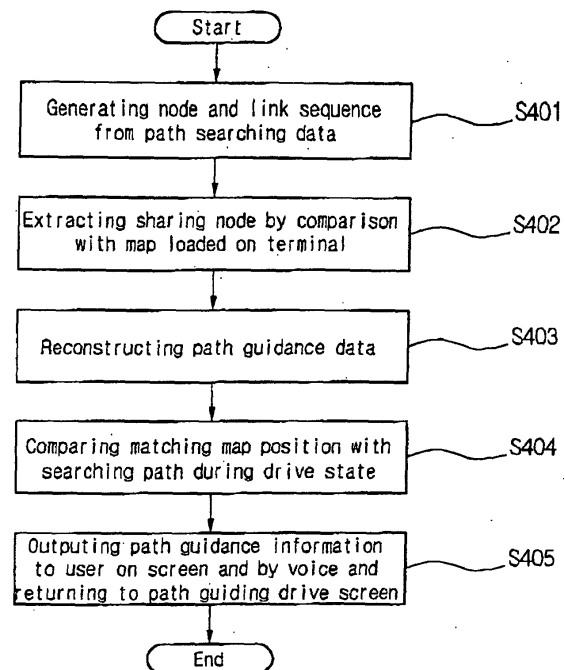 Start
Generating node and link sequence
from path searching data
S401
Extracting sharing node by comparison
with map loaded on terminal
S402
Reconstructing path guidance data
S403
Comparing matching map position with
searching path during drive state
S404
Outputing path guidance information
to user on screen and by voice and
returning to path guiding drive screen
S405
End